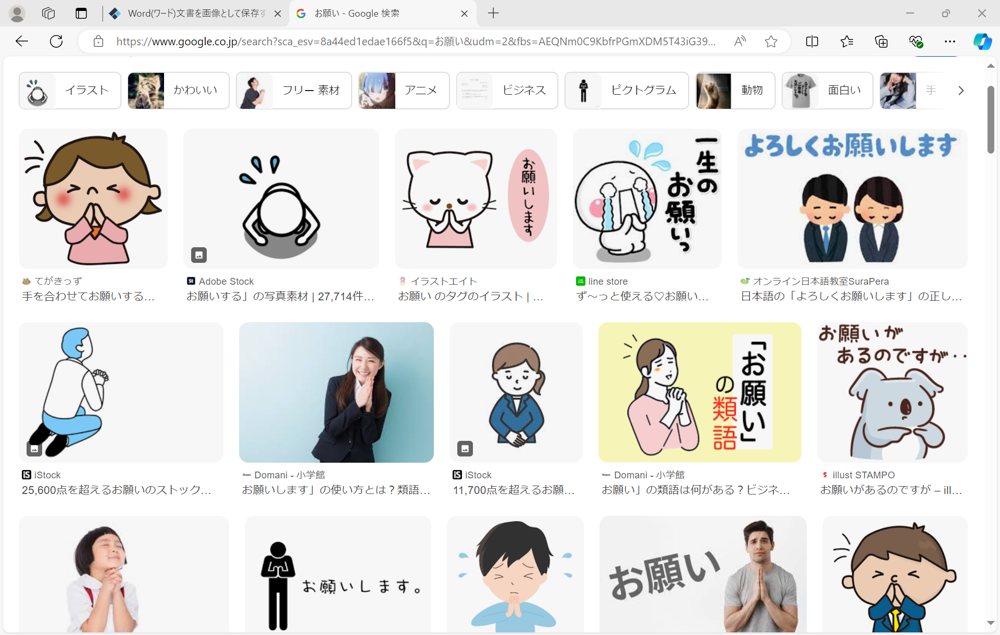 Word(ワード)文書を画像として保存す
お願い - Google 検索
https://www.google.co.jp/search?sca_esv=8a44ed1edae166f5&q=お願い&udm=2&fbs=AEQNm0C9KbfrPGmXDM5T43iG39...
イラスト
かわいい
フリー 素材
アニメ
ビジネス
ピクトグラム
動物
面白い
手
お願いします
一生の
お願いっ
よろしくお願いします
てがきっず
手を合わせてお願いする...
Adobe Stock
お願いする」の写真素材 | 27,714件...
イラストエイト
お願い のタグのイラスト | ...
line store
ず～っと使える♡お願い...
オンライン日本語教室SuraPera
日本語の「よろしくお願いします」の正し...
「お願い」
の類語
お願いが
あるのですが・・
iStock
25,600点を超えるお願いのストック...
Domani - 小学館
お願いします」の使い方とは？類語...
iStock
11,700点を超えるお願...
Domani - 小学館
お願い」の類語は何がある？ビジネ...
illust STAMPO
お願いがあるのですが – ill...
お願いします。
お願い